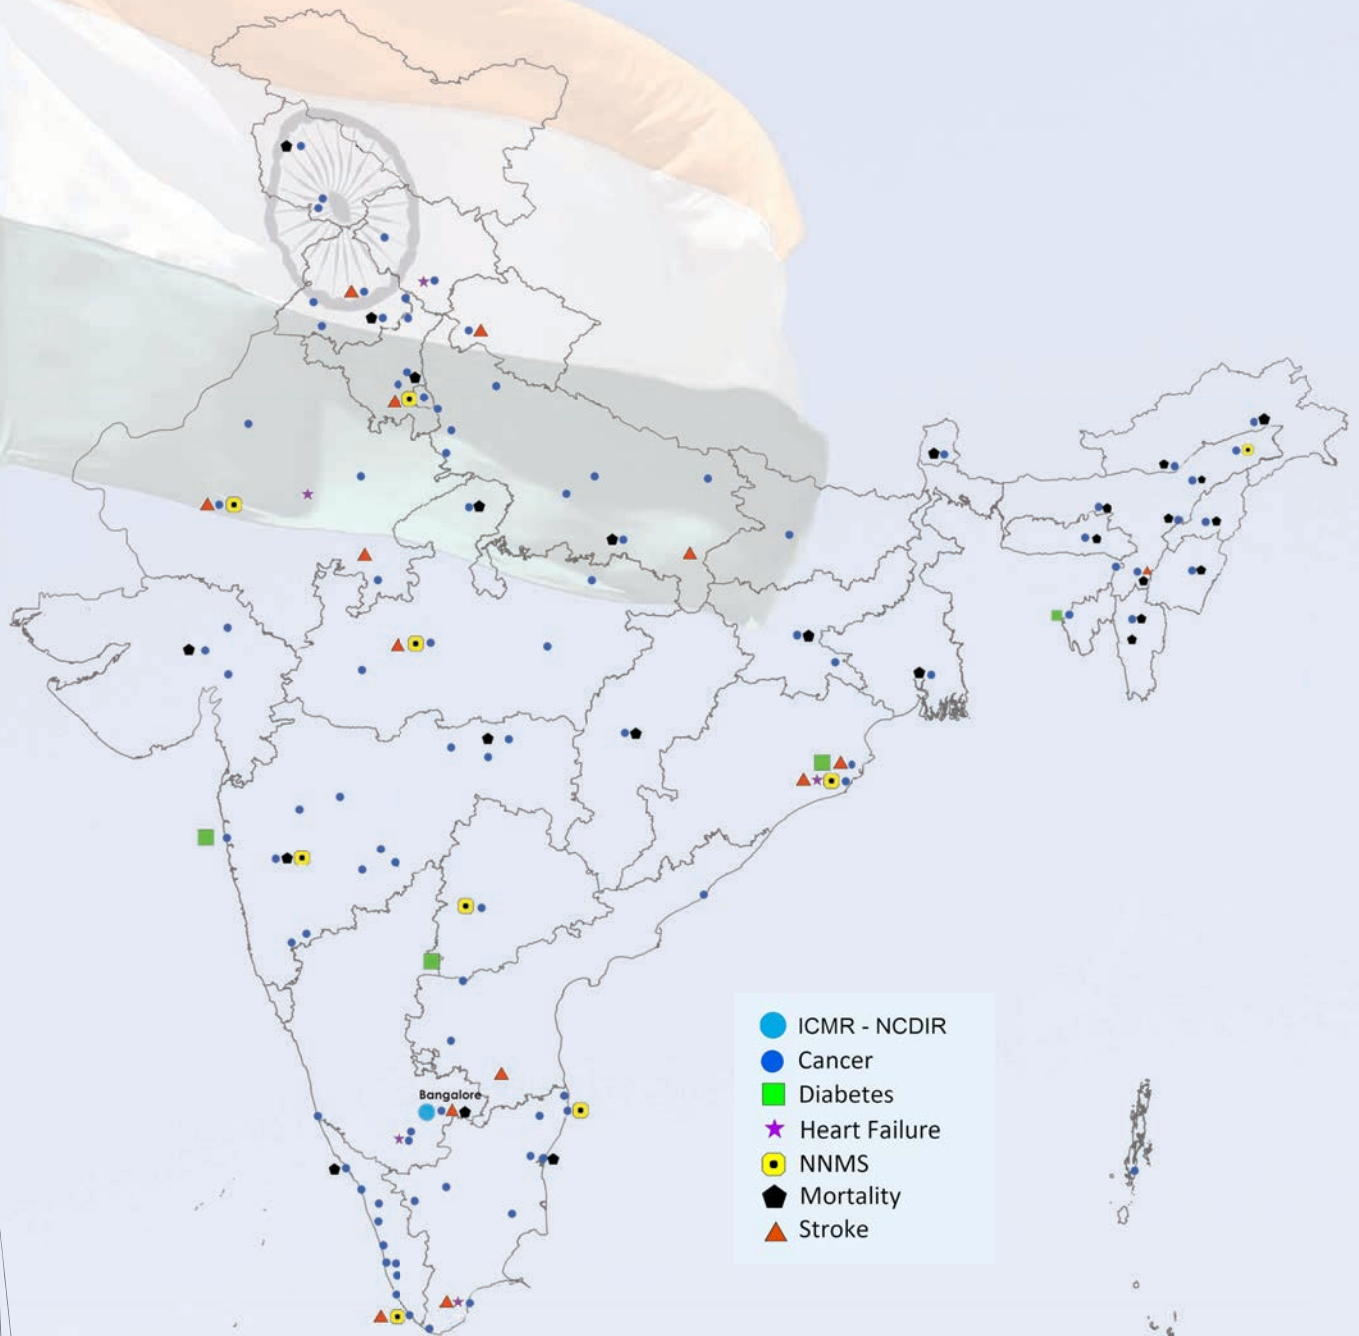 Bangalore
ICMR - NCDIR
Cancer
Diabetes
Heart Failure
NNMS
Mortality
Stroke